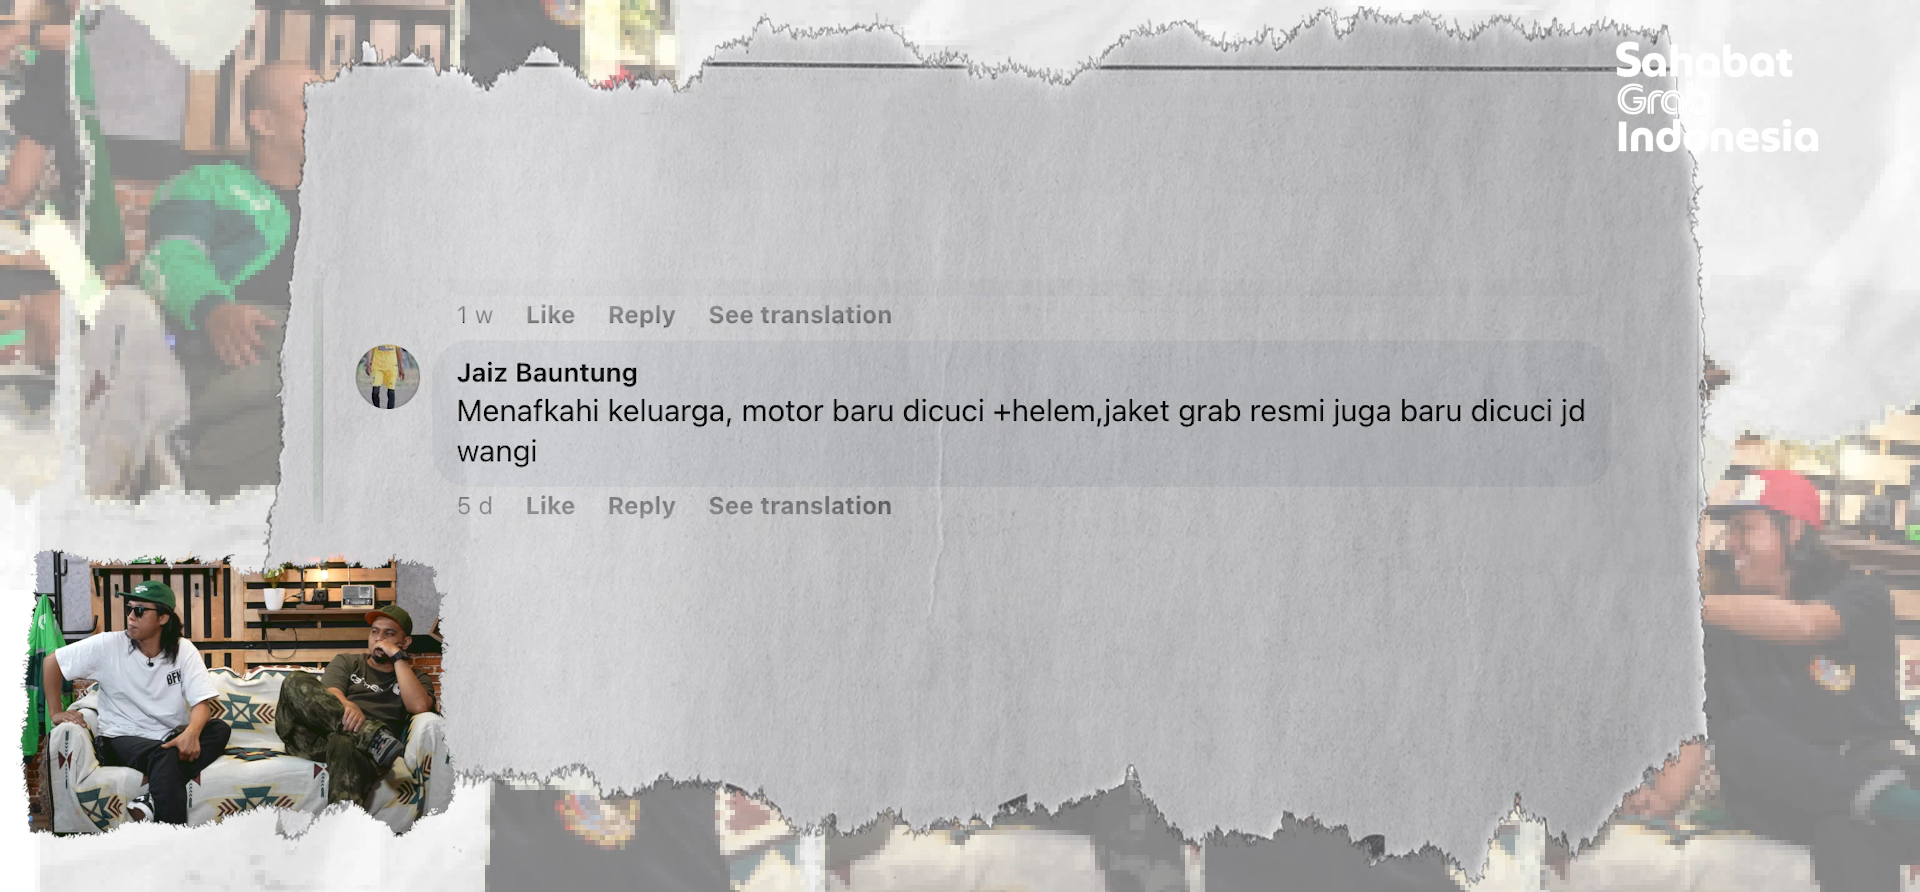 Sahabat
Grab
Indonesia
1 w Like Reply See translation
Jaiz Bauntung
Menafkahi keluarga, motor baru dicuci +helem,jaket grab resmi juga baru dicuci jd
wangi
5 d Like Reply See translation
BFH